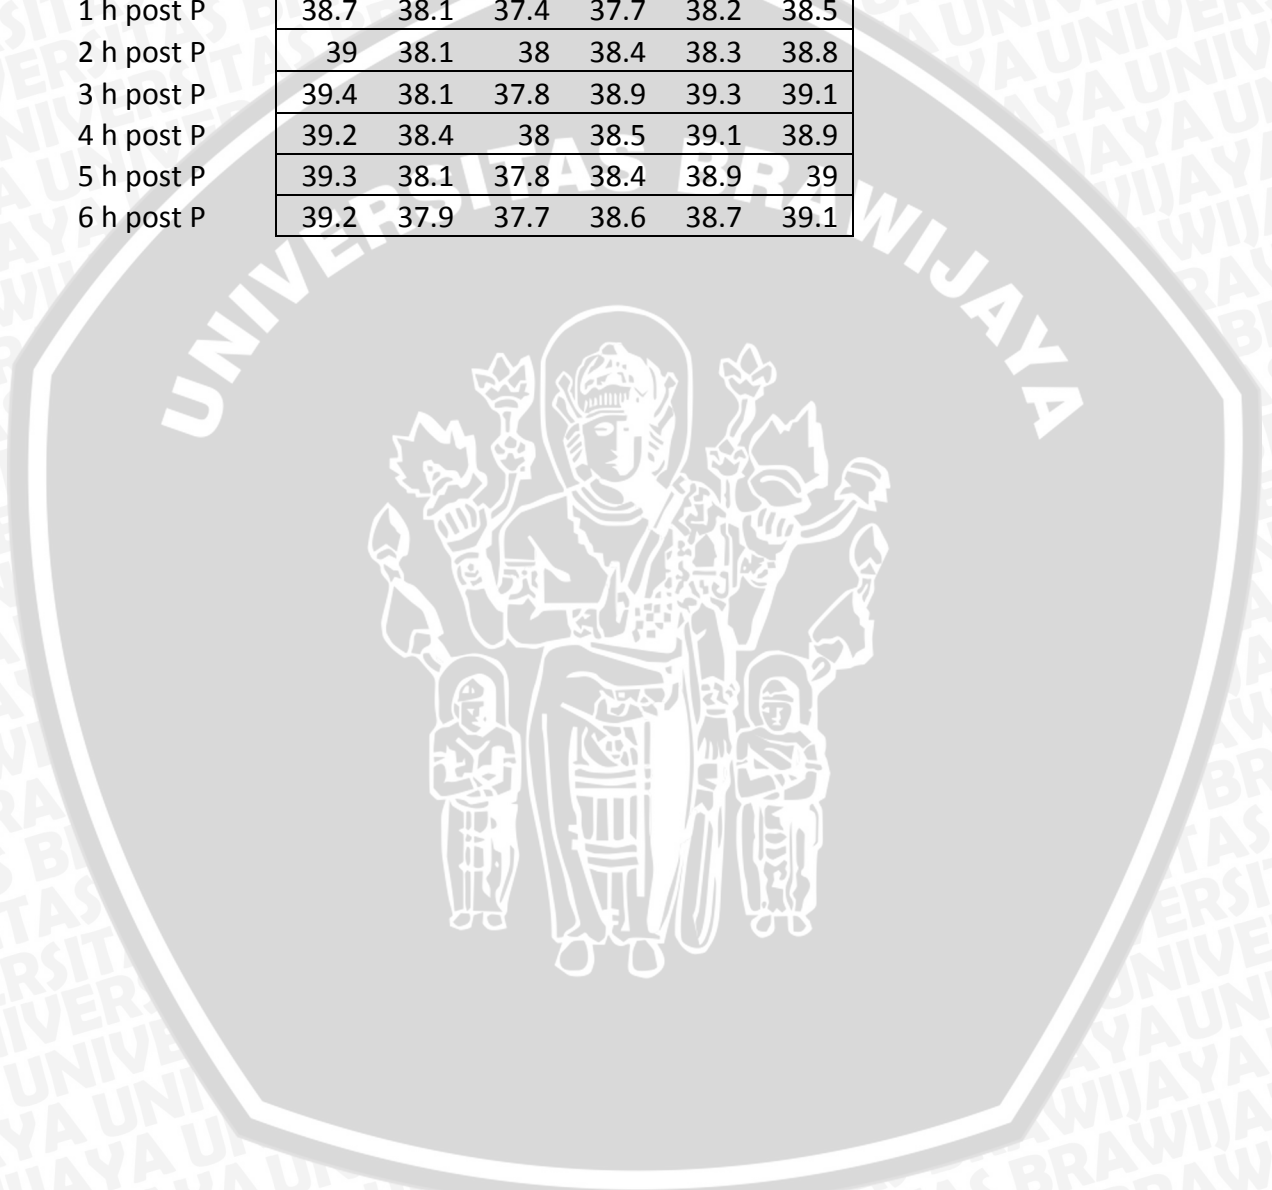 1 h post P 38.7 38.1 37.4 37.7 38.2 38.5
2 h post P 39 38.1 38 38.4 38.3 38.8
3 h post P 39.4 38.1 37.8 38.9 39.3 39.1
4 h post P 39.2 38.4 38 38.5 39.1 38.9
5 h post P 39.3 38.1 37.8 38.4 38.9 39
6 h post P 39.2 37.9 37.7 38.6 38.7 39.1
UNIVERSITAS BRAWIJAYA